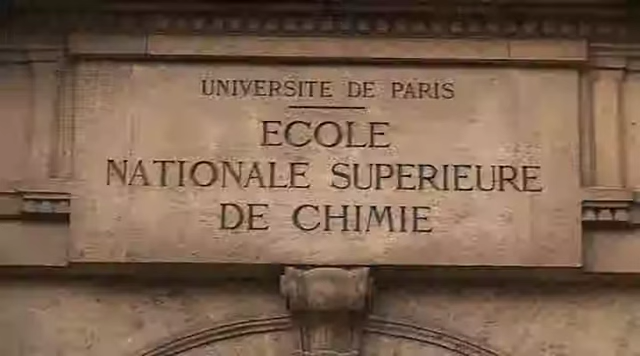 UNIVERSITE DE PARIS
ECOLE
NATIONALE SUPERIEURE
DE CHIMIE